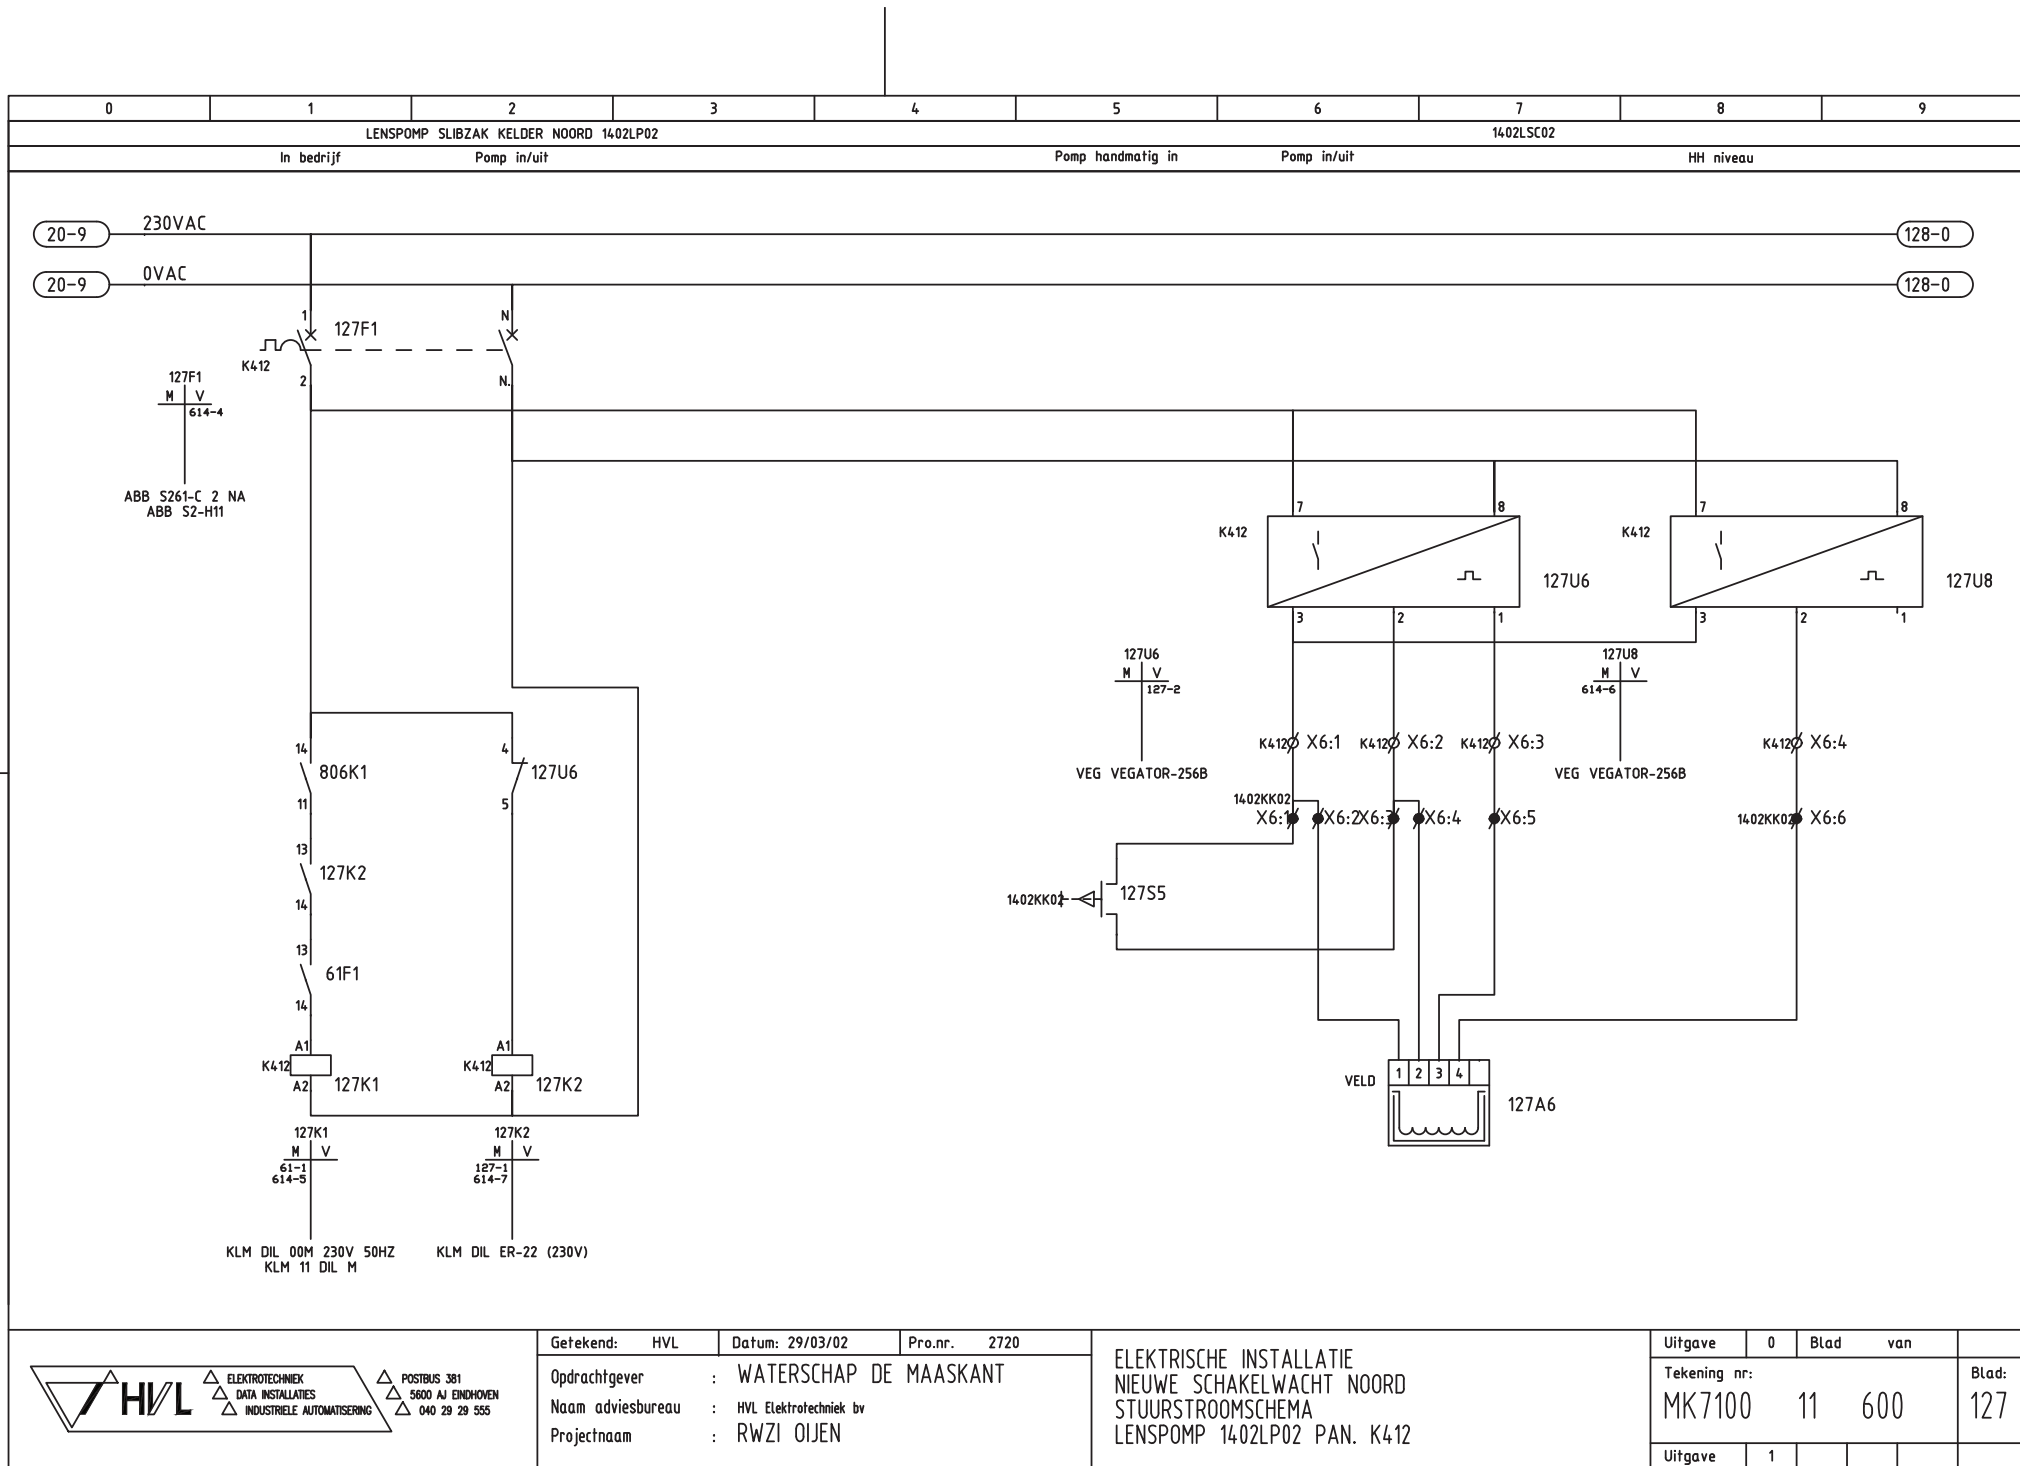 0 1 2 3 4 5 6 7 8 9
LENSPOMP SLIBZAK KELDER NOORD 1402LP02 1402LSC02
In bedrijf Pomp in/uit Pomp handmatig in Pomp in/uit HH niveau
20-9 230VAC 128-0
20-9 0VAC 128-0
1 127F1 N
K412
2 N.
127F1
M V
614-4
ABB S261-C 2 NA
ABB S2-H11
7 8 7 8
K412 K412
127U6 127U8
3 2 1 3 2 1
127U6 127U8
M V M V
127-2 614-6
K412 X6:1 K412 X6:2 K412 X6:3 K412 X6:4
VEG VEGATOR-256B VEG VEGATOR-256B
14 4
806K1 127U6
11 5
1402KK02
X6:1 X6:2 X6:3 X6:4 X6:5 1402KK02 X6:6
13
127K2
14
1402KK02 127S5
13
61F1
14
A1 A1
K412 K412
A2 127K1 A2 127K2
VELD 1 2 3 4
127A6
127K1 127K2
M V M V
61-1 127-1
614-5 614-7
KLM DIL 00M 230V 50HZ KLM DIL ER-22 (230V)
KLM 11 DIL M
HVL
ELEKTROTECHNIEK POSTBUS 381
DATA INSTALLATIES 5600 AJ EINDHOVEN
INDUSTRIELE AUTOMATISERING 040 29 29 555
Getekend: HVL Datum: 29/03/02 Pro.nr. 2720
Opdrachtgever : WATERSCHAP DE MAASKANT
Naam adviesbureau : HVL Elektrotechniek bv
Projectnaam : RWZI OIJEN
ELEKTRISCHE INSTALLATIE
NIEUWE SCHAKELWACHT NOORD
STUURSTROOMSCHEMA
LENSPOMP 1402LP02 PAN. K412
Uitgave 0 Blad van
Tekening nr: Blad:
MK7100 11 600 127
Uitgave 1